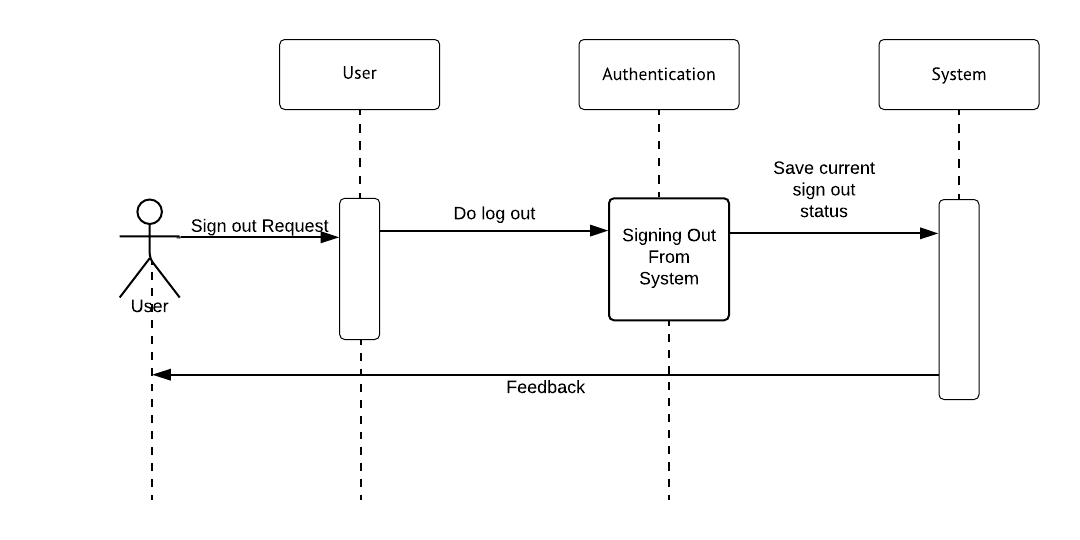 User
Authentication
System
Save current
sign out
status
Sign out Request
Do log out
Signing Out
From
System
User
Feedback